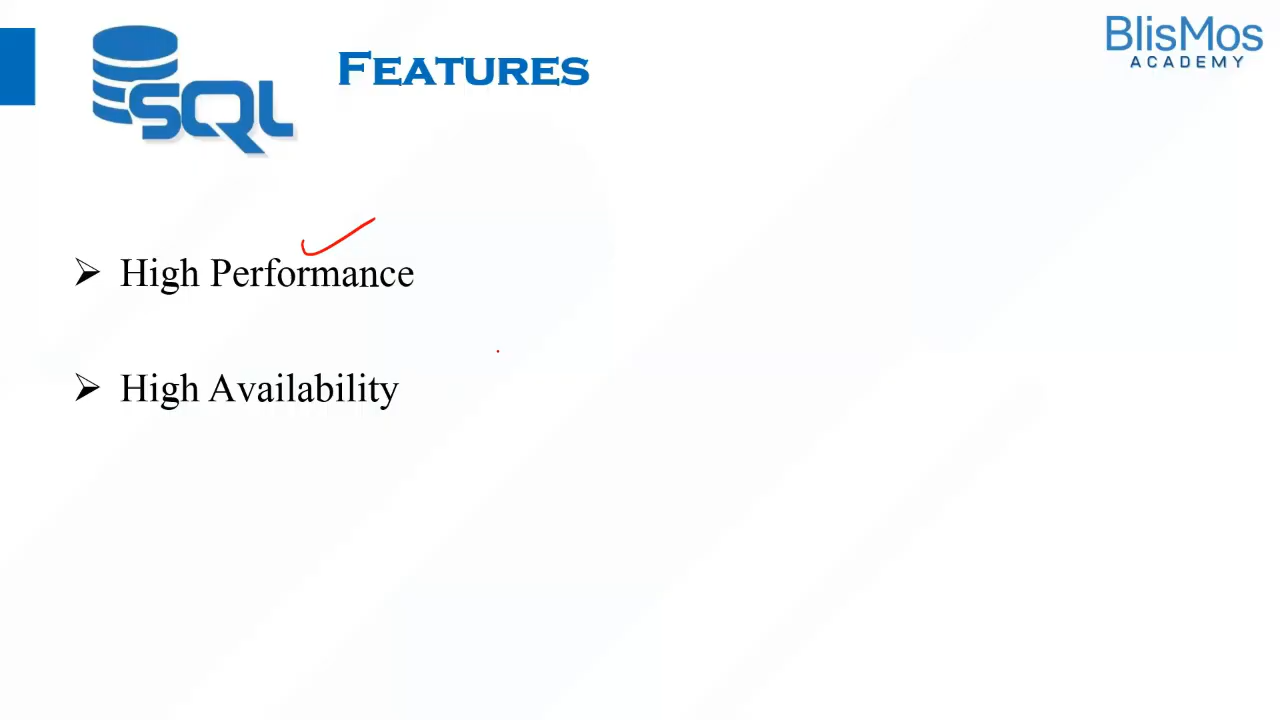 SQL
FEATURES
BlisMos
ACADEMY
High Performance
High Availability